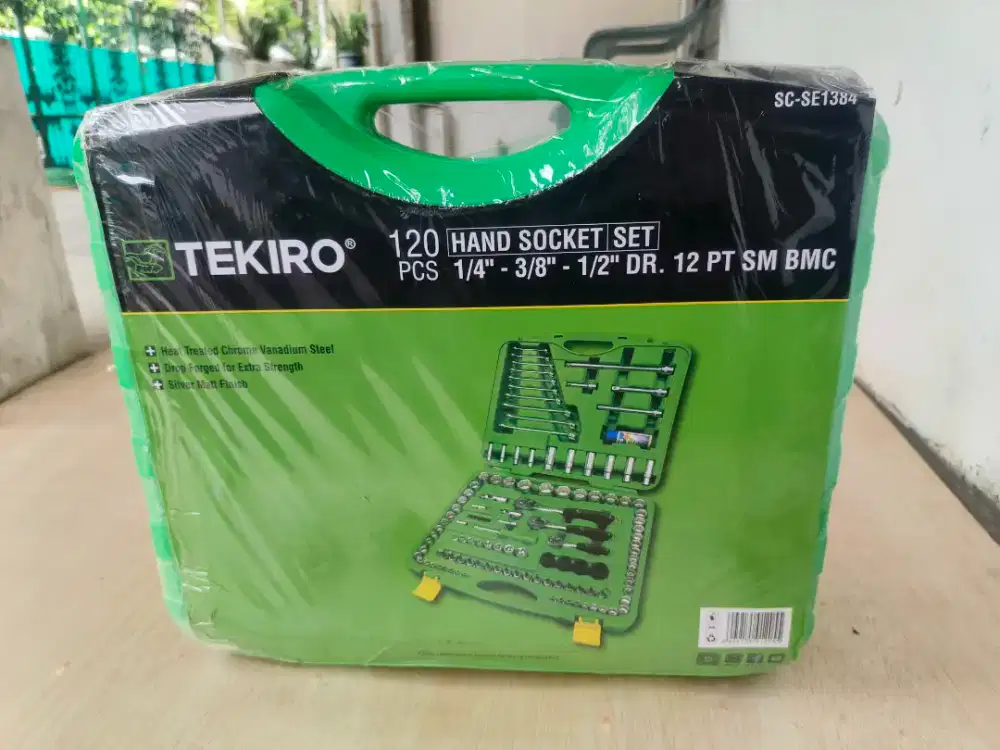 SC-SE1384
TEKIRO®
120 PCS
HAND SOCKET SET
1/4" - 3/8" - 1/2" DR. 12 PT SM BMC
Heat Treated Chrome Vanadium Steel
Drop Forged for Extra Strength
Silver Matt Finish